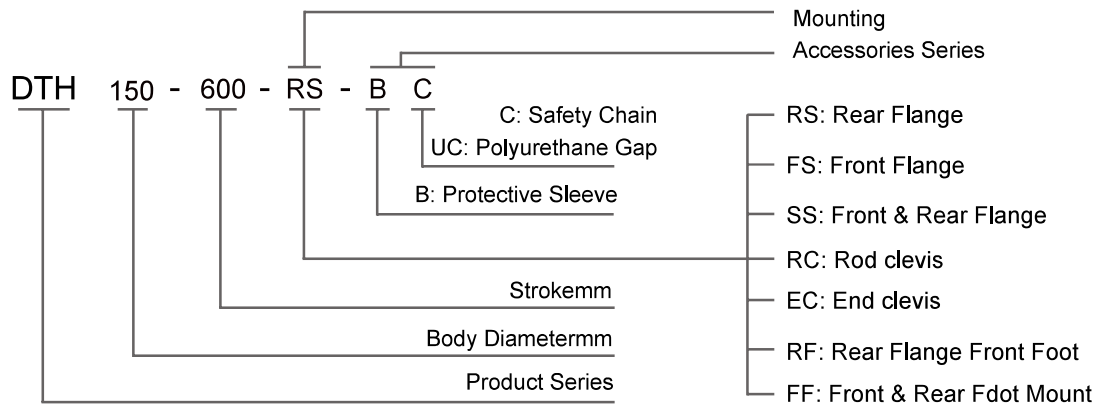 Mounting
Accessories Series
DTH 150 - 600 - RS - B C
C: Safety Chain
UC: Polyurethane Gap
B: Protective Sleeve
Strokemm
Body Diametermm
Product Series
RS: Rear Flange
FS: Front Flange
SS: Front & Rear Flange
RC: Rod clevis
EC: End clevis
RF: Rear Flange Front Foot
FF: Front & Rear Fdot Mount